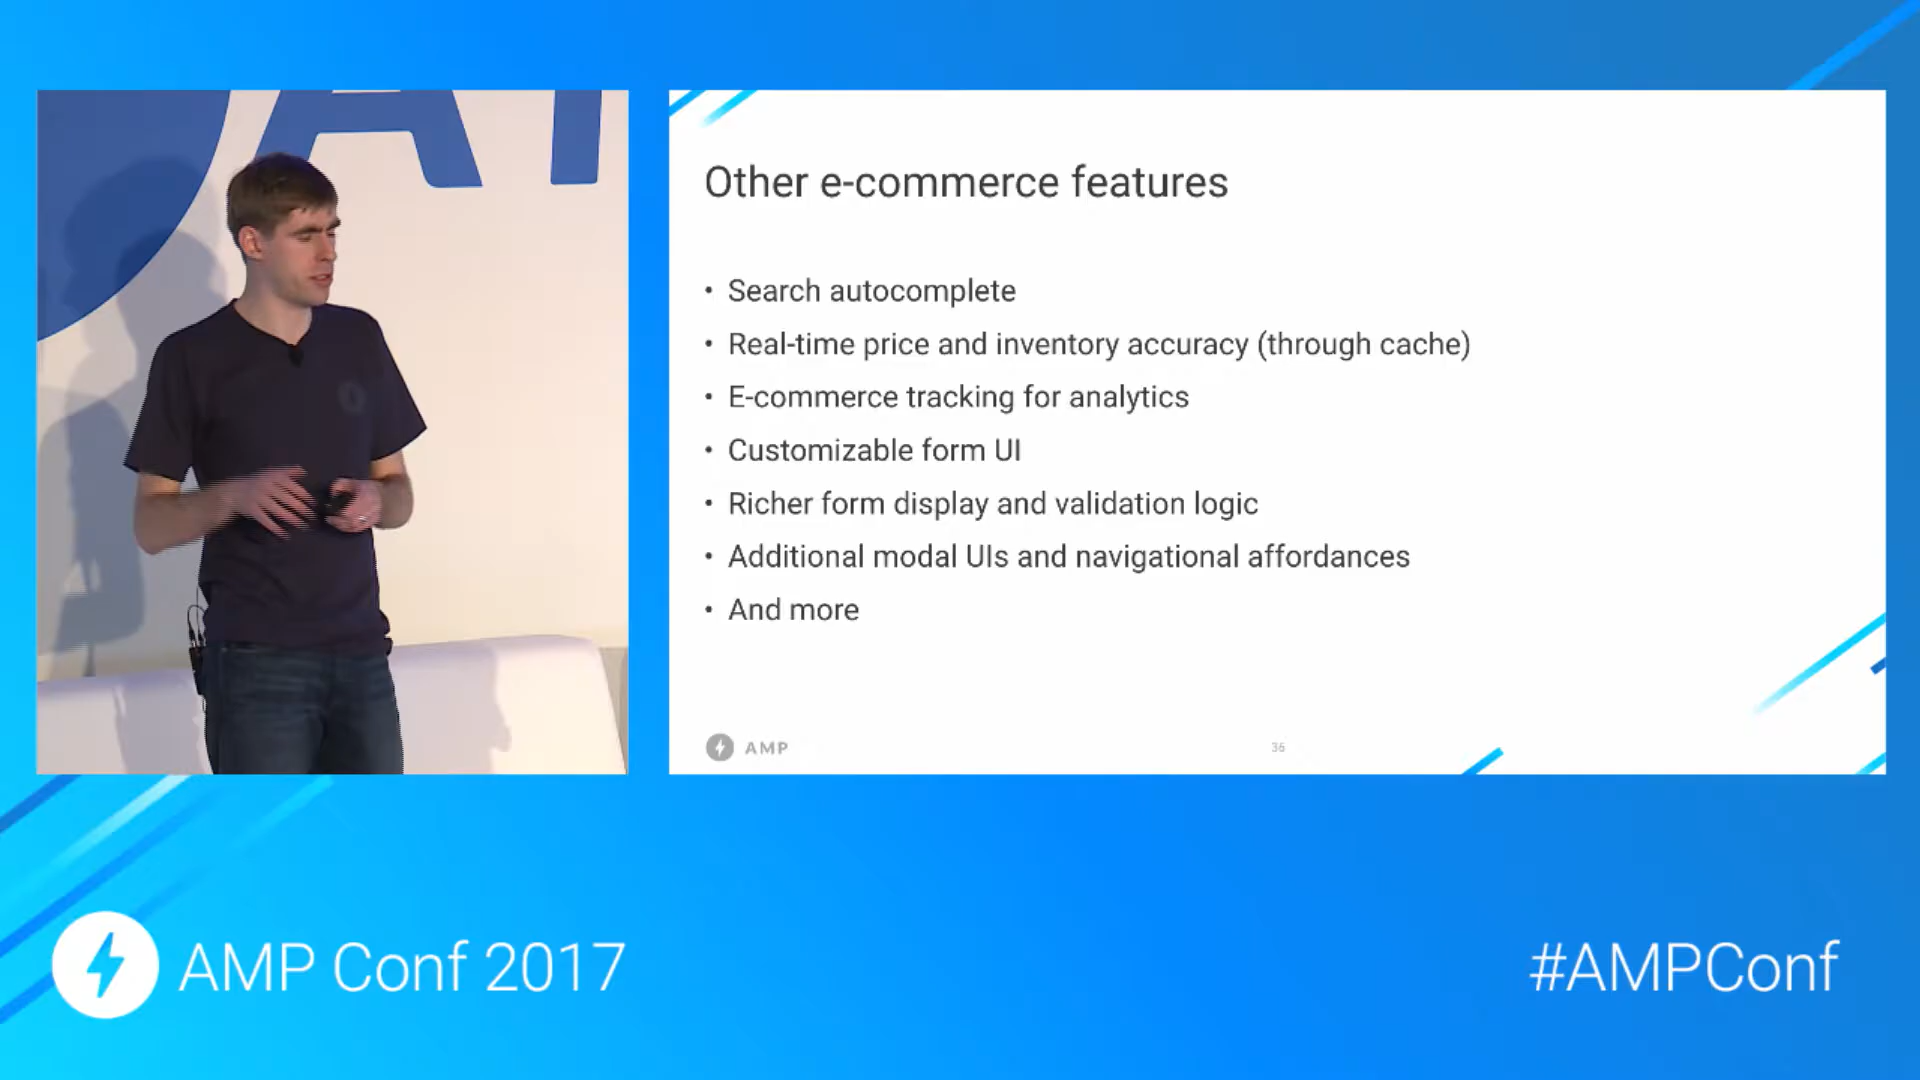 Other e-commerce features
• Search autocomplete
• Real-time price and inventory accuracy (through cache)
• E-commerce tracking for analytics
• Customizable form UI
• Richer form display and validation logic
• Additional modal UIs and navigational affordances
• And more
AMP
36
AMP Conf 2017
#AMPConf